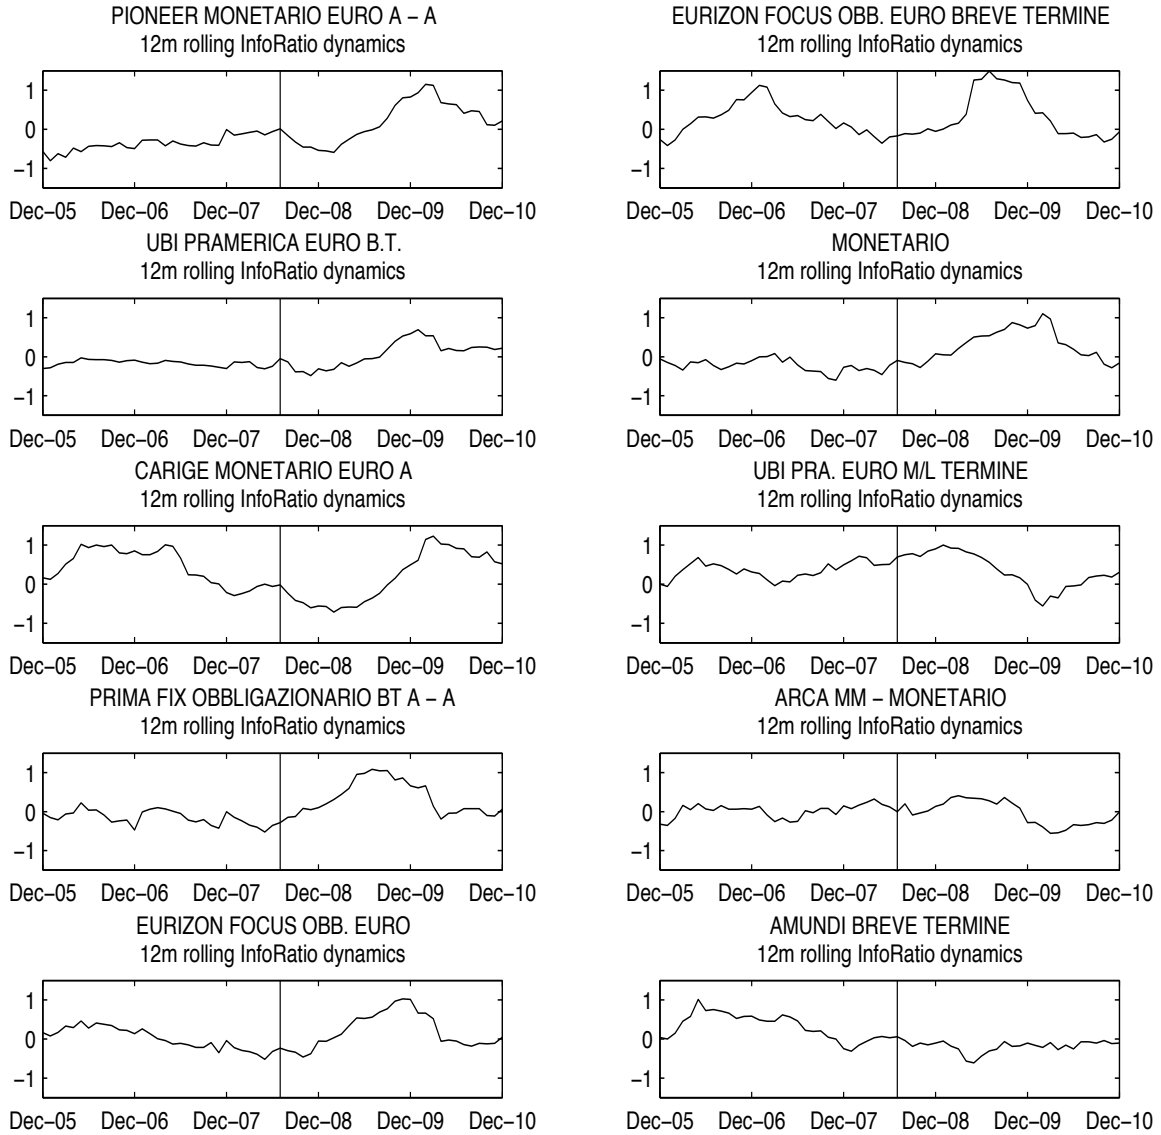 PIONEER MONETARIO EURO A − A
12m rolling InfoRatio dynamics
1
0
−1
Dec−05 Dec−06 Dec−07 Dec−08 Dec−09 Dec−10
EURIZON FOCUS OBB. EURO BREVE TERMINE
12m rolling InfoRatio dynamics
1
0
−1
Dec−05 Dec−06 Dec−07 Dec−08 Dec−09 Dec−10
UBI PRAMERICA EURO B.T.
12m rolling InfoRatio dynamics
1
0
−1
Dec−05 Dec−06 Dec−07 Dec−08 Dec−09 Dec−10
MONETARIO
12m rolling InfoRatio dynamics
1
0
−1
Dec−05 Dec−06 Dec−07 Dec−08 Dec−09 Dec−10
CARIGE MONETARIO EURO A
12m rolling InfoRatio dynamics
1
0
−1
Dec−05 Dec−06 Dec−07 Dec−08 Dec−09 Dec−10
UBI PRA. EURO M/L TERMINE
12m rolling InfoRatio dynamics
1
0
−1
Dec−05 Dec−06 Dec−07 Dec−08 Dec−09 Dec−10
PRIMA FIX OBBLIGAZIONARIO BT A − A
12m rolling InfoRatio dynamics
1
0
−1
Dec−05 Dec−06 Dec−07 Dec−08 Dec−09 Dec−10
ARCA MM − MONETARIO
12m rolling InfoRatio dynamics
1
0
−1
Dec−05 Dec−06 Dec−07 Dec−08 Dec−09 Dec−10
EURIZON FOCUS OBB. EURO
12m rolling InfoRatio dynamics
1
0
−1
Dec−05 Dec−06 Dec−07 Dec−08 Dec−09 Dec−10
AMUNDI BREVE TERMINE
12m rolling InfoRatio dynamics
1
0
−1
Dec−05 Dec−06 Dec−07 Dec−08 Dec−09 Dec−10